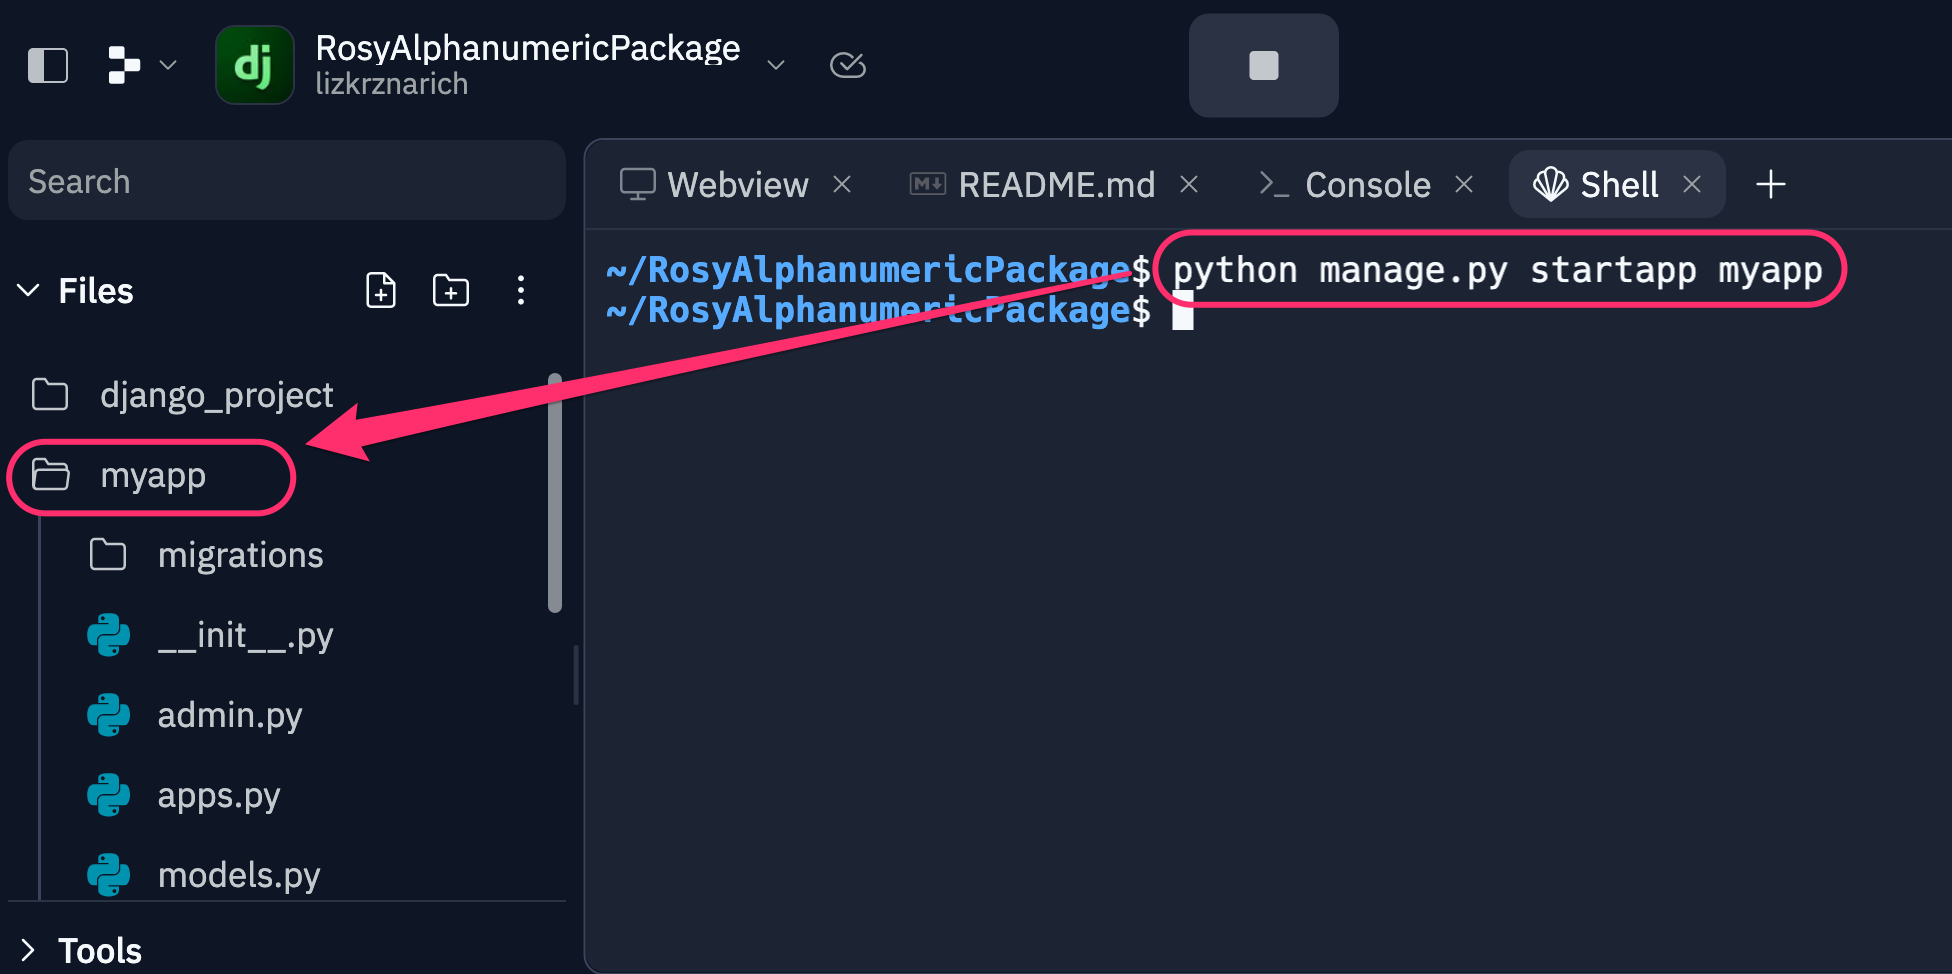 dj
RosyAlphanumericPackage
lizkrznarich
Search
Files
django_project
myapp
migrations
__init__.py
admin.py
apps.py
models.py
Tools
Webview
M↓ README.md
Console
Shell
~/RosyAlphanumericPackage$ python manage.py startapp myapp
~/RosyAlphanumericPackage$